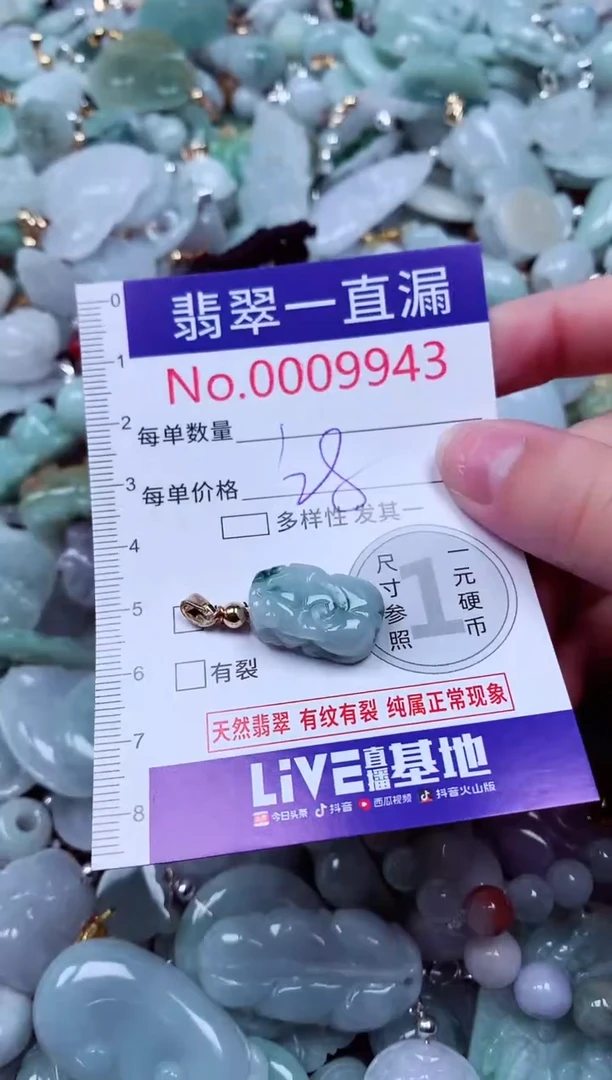 翡翠一直漏
No.0009943
每单数量 1
每单价格 28
多样性 发其一
尺寸参照
1
一元硬币
有裂
天然翡翠 有纹有裂 纯属正常现象
LiVE直播基地
今日头条 抖音 西瓜视频 抖音火山版
0
1
2
3
4
5
6
7
8